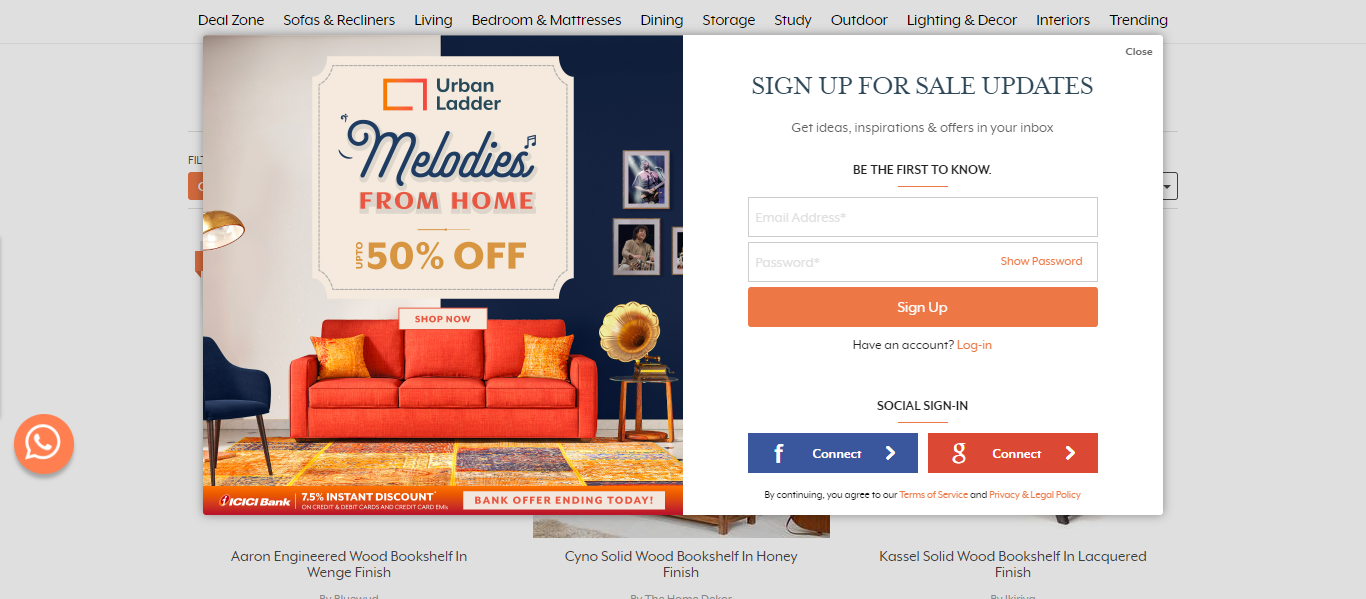 Deal Zone Sofas & Recliners Living Bedroom & Mattresses Dining Storage Study Outdoor Lighting & Decor Interiors Trending
Close
Urban
Ladder
Melodies
FROM HOME
UPTO 50% OFF
SHOP NOW
ICICI Bank 7.5% INSTANT DISCOUNT*
ON CREDIT & DEBIT CARDS AND CREDIT CARD EMIs
BANK OFFER ENDING TODAY!
SIGN UP FOR SALE UPDATES
Get ideas, inspirations & offers in your inbox
BE THE FIRST TO KNOW.
Email Address*
Password* Show Password
Sign Up
Have an account? Log-in
SOCIAL SIGN-IN
f Connect
g Connect
By continuing, you agree to our Terms of Service and Privacy & Legal Policy
Aaron Engineered Wood Bookshelf In
Wenge Finish
Cyno Solid Wood Bookshelf In Honey
Finish
Kassel Solid Wood Bookshelf In Lacquered
Finish
By Bluewud
By The Home Dekor
By Ikiriya